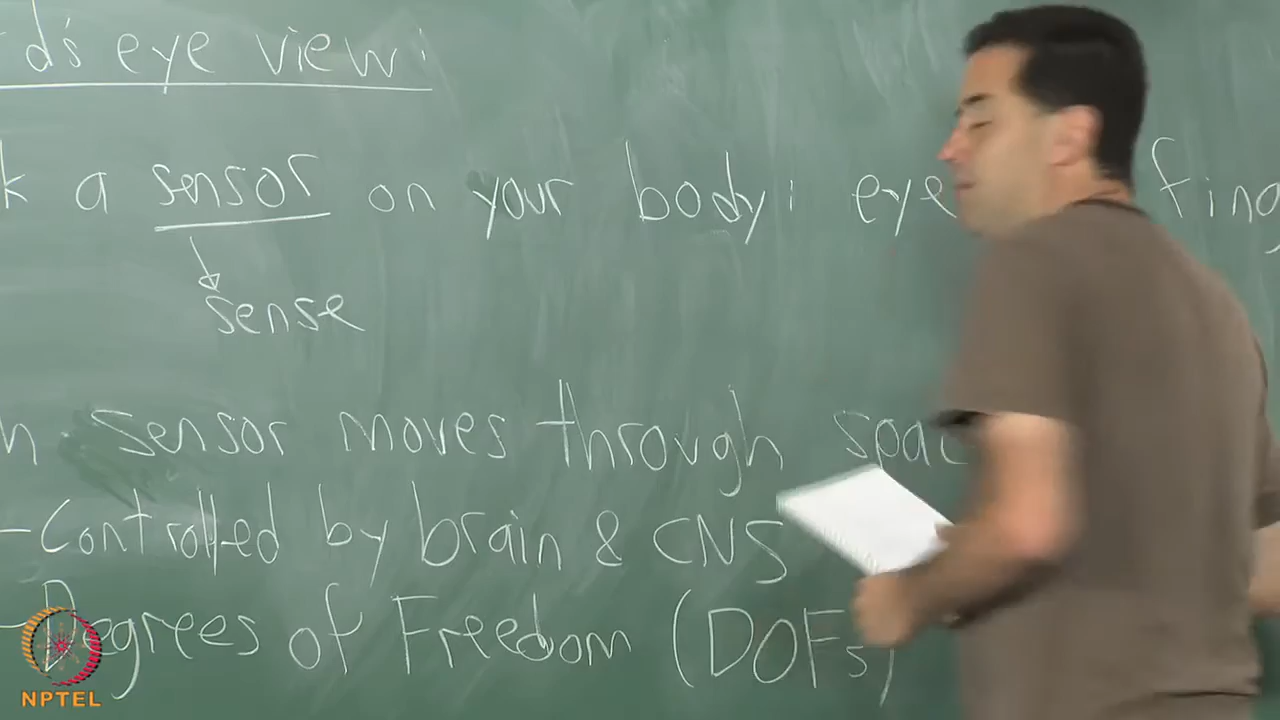 d's eye view:
k a sensor on your body: eye fing
sense
h sensor moves through spac
-Controlled by brain & CNS
-Degrees of Freedom (DOFs)
NPTEL